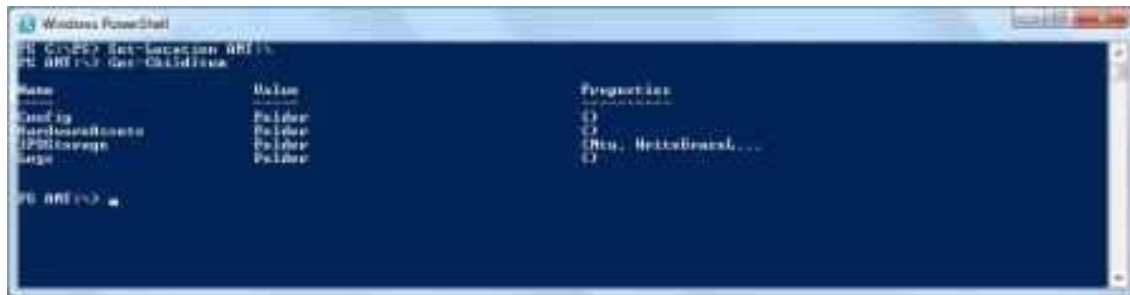 Windows PowerShell
PS C:\PS> Set-Location AMT:\
PS AMT:\> Get-ChildItem
Name Value Properties
---- ----- ----------
Config Folder {}
HardwareAssets Folder {}
3PDStorage Folder {Mtu,
Logs Folder {}
PS AMT:\>